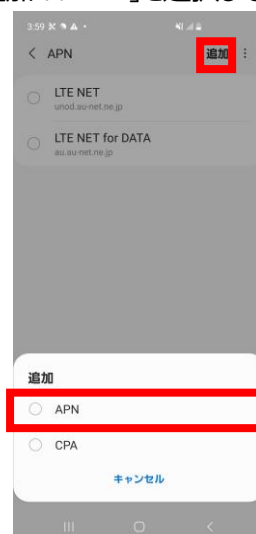 3:59
APN
追加
LTE NET
unod.au-net.ne.jp
LTE NET for DATA
au.au-net.ne.jp
追加
APN
CPA
キャンセル